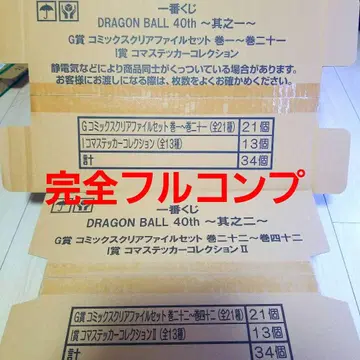 一番くじ
DRAGON BALL 40th ～其之一～
G賞 コミックスクリアファイルセット 巻一～巻二十一
I賞 コマステッカーコレクション
静電気などにより商品同士がくっついている場合があります。
お客様にお渡しになる際は、枚数をよくお確かめください。
Gコミックスクリアファイルセット 巻一～巻二十一(全21種) 21個
Iコマステッカーコレクション(全13種) 13個
計 34個
完全フルコンプ
一番くじ
DRAGON BALL 40th ～其之二～
G賞 コミックスクリアファイルセット 巻二十二～巻四十二
I賞 コマステッカーコレクションⅡ
G賞 コミックスクリアファイルセット 巻二十二～巻四十二(全21種) 21個
I賞 コマステッカーコレクションⅡ(全13種) 13個
計 34個